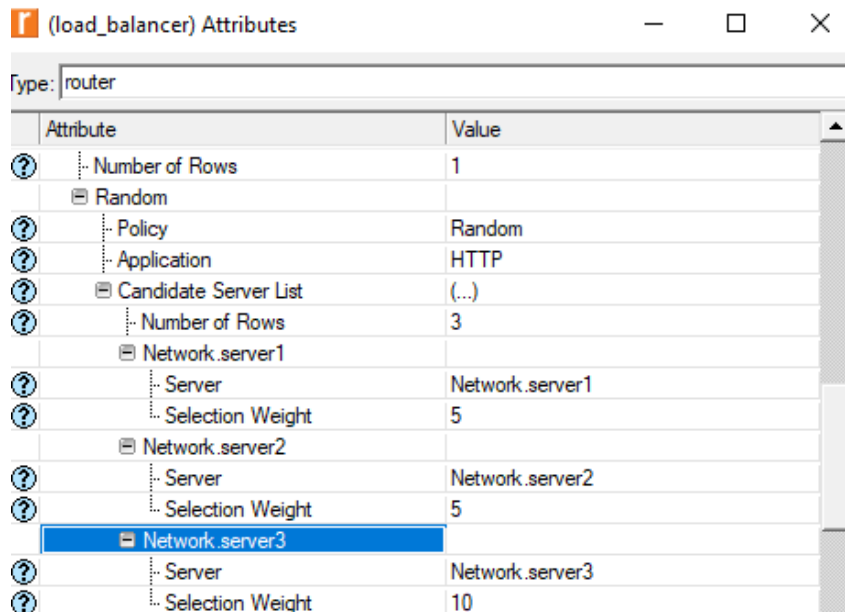 r (load_balancer) Attributes
Type: router
Attribute Value
? Number of Rows 1
Random
? Policy Random
? Application HTTP
? Candidate Server List (...)
? Number of Rows 3
Network.server1
? Server Network.server1
? Selection Weight 5
Network.server2
? Server Network.server2
? Selection Weight 5
Network.server3
? Server Network.server3
? Selection Weight 10